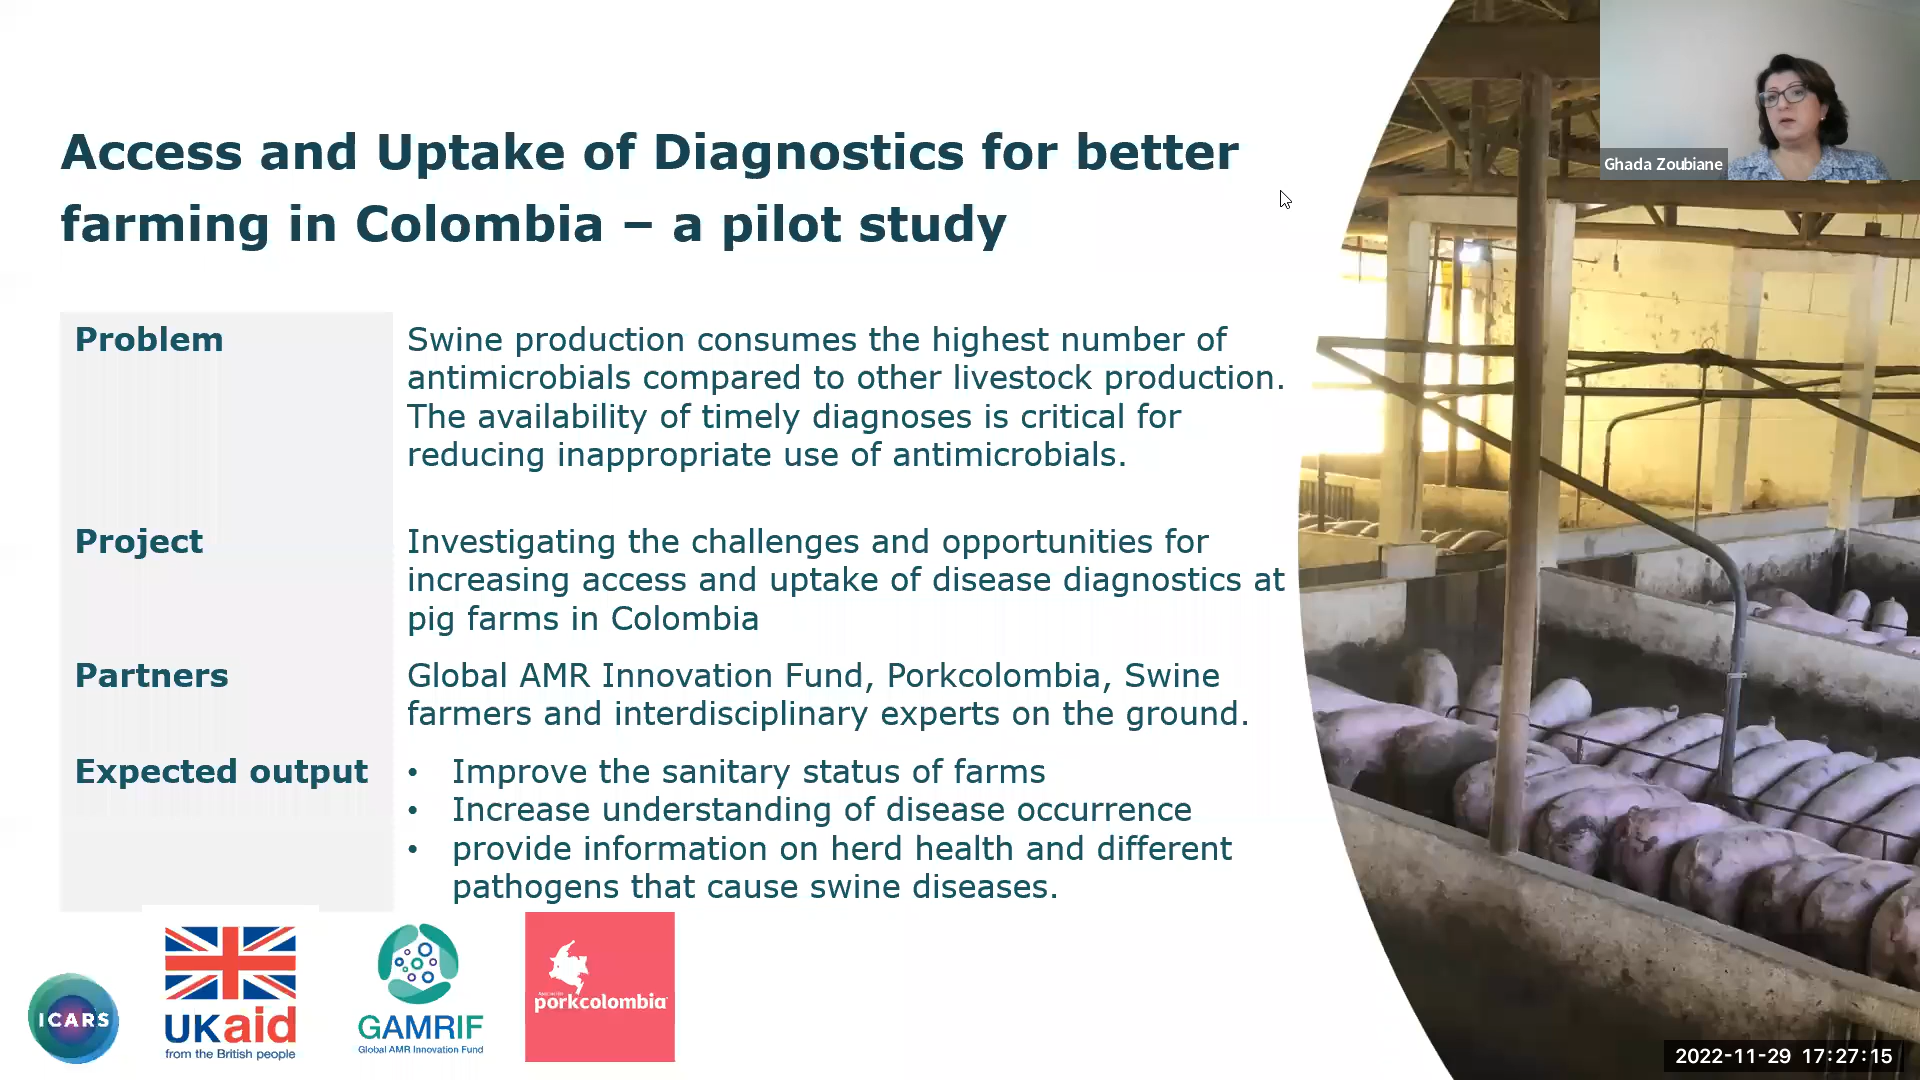 Access and Uptake of Diagnostics for better
farming in Colombia – a pilot study
Ghada Zoubiane
Problem
Swine production consumes the highest number of
antimicrobials compared to other livestock production.
The availability of timely diagnoses is critical for
reducing inappropriate use of antimicrobials.
Project
Investigating the challenges and opportunities for
increasing access and uptake of disease diagnostics at
pig farms in Colombia
Partners
Global AMR Innovation Fund, Porkcolombia, Swine
farmers and interdisciplinary experts on the ground.
Expected output
• Improve the sanitary status of farms
• Increase understanding of disease occurrence
• provide information on herd health and different
pathogens that cause swine diseases.
ICARS
UKaid
from the British people
GAMRIF
Global AMR Innovation Fund
porkcolombia
2022-11-29 17:27:15